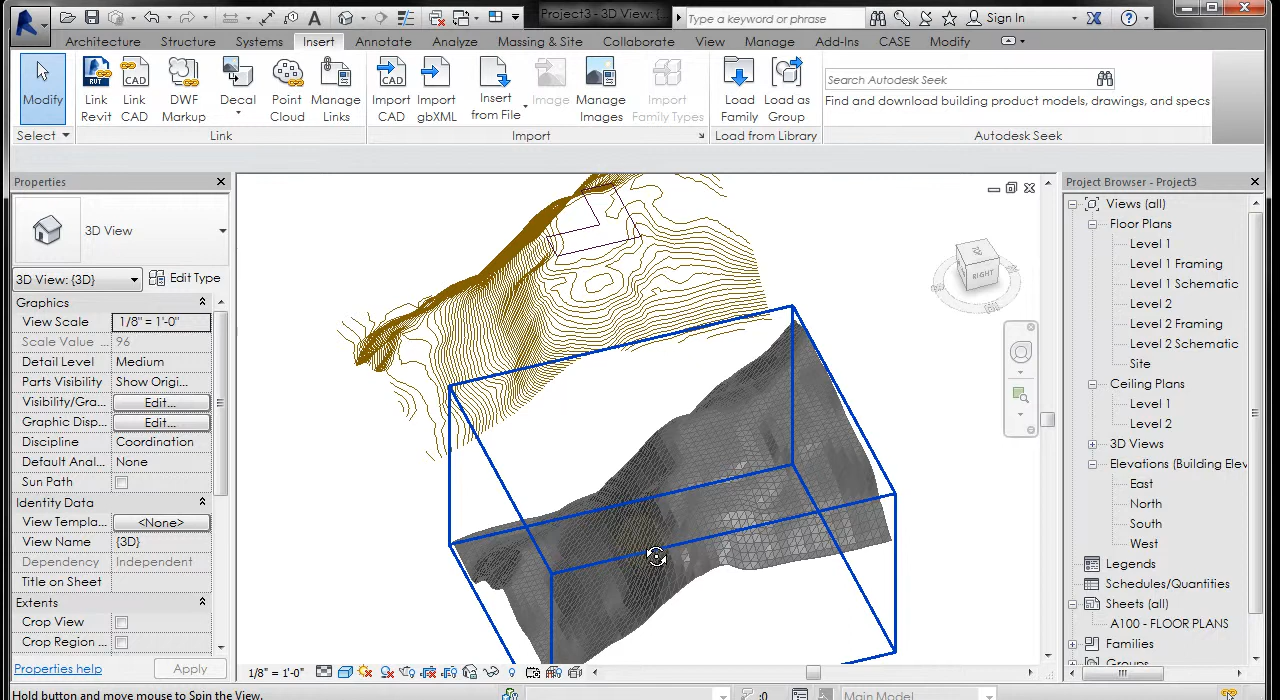 Project3 - 3D View: {
Type a keyword or phrase
Sign In
Architecture Structure Systems Insert Annotate Analyze Massing & Site Collaborate View Manage Add-Ins CASE Modify
Modify
Link Revit
Link CAD
DWF Markup
Decal
Point Cloud
Manage Links
Import CAD
Import gbXML
Insert from File
Image
Manage Images
Import Family Types
Load Family
Load as Group
Search Autodesk Seek
Find and download building product models, drawings, and specs
Select
Link
Import
Load from Library
Autodesk Seek
Properties
3D View
3D View: {3D}
Edit Type
Graphics
View Scale 1/8" = 1'-0"
Scale Value ... 96
Detail Level Medium
Parts Visibility Show Origi...
Visibility/Gra... Edit...
Graphic Disp... Edit...
Discipline Coordination
Default Anal... None
Sun Path
Identity Data
View Templa... <None>
View Name {3D}
Dependency Independent
Title on Sheet
Extents
Crop View
Crop Region ...
Properties help
Apply
RIGHT
1/8" = 1'-0"
Project Browser - Project3
Views (all)
Floor Plans
Level 1
Level 1 Framing
Level 1 Schematic
Level 2
Level 2 Framing
Level 2 Schematic
Site
Ceiling Plans
Level 1
Level 2
3D Views
Elevations (Building Elev
East
North
South
West
Legends
Schedules/Quantities
Sheets (all)
A100 - FLOOR PLANS
Families
Groups
Hold button and move mouse to Spin the View.
:0
Main Model